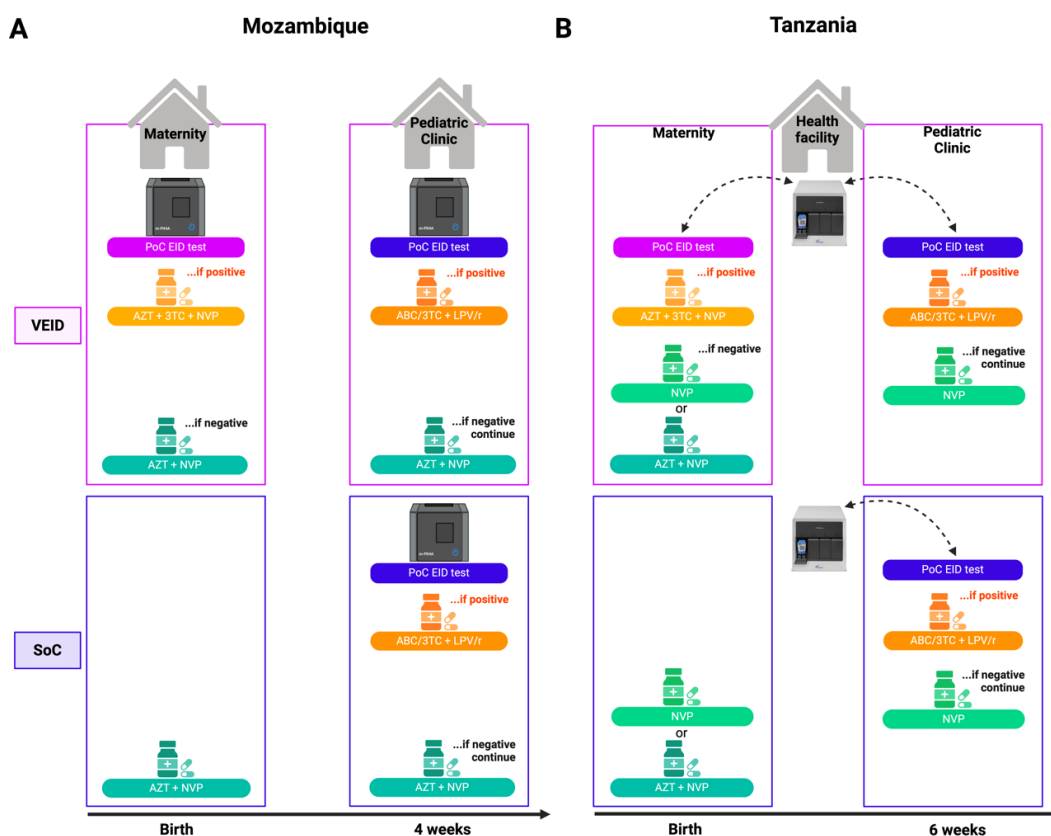 A
Mozambique
B
Tanzania
Maternity
Pediatric
Clinic
Maternity
Health
facility
Pediatric
Clinic
m-PIMA
m-PIMA
PoC EID test
PoC EID test
PoC EID test
PoC EID test
...if positive
...if positive
...if positive
...if positive
VEID
AZT + 3TC + NVP
ABC/3TC + LPV/r
AZT + 3TC + NVP
ABC/3TC + LPV/r
...if negative
...if negative
continue
NVP
NVP
or
...if negative
...if negative
continue
AZT + NVP
AZT + NVP
AZT + NVP
m-PIMA
PoC EID test
PoC EID test
...if positive
...if positive
SoC
ABC/3TC + LPV/r
ABC/3TC + LPV/r
...if negative
continue
NVP
NVP
or
...if negative
continue
AZT + NVP
AZT + NVP
AZT + NVP
Birth
4 weeks
Birth
6 weeks